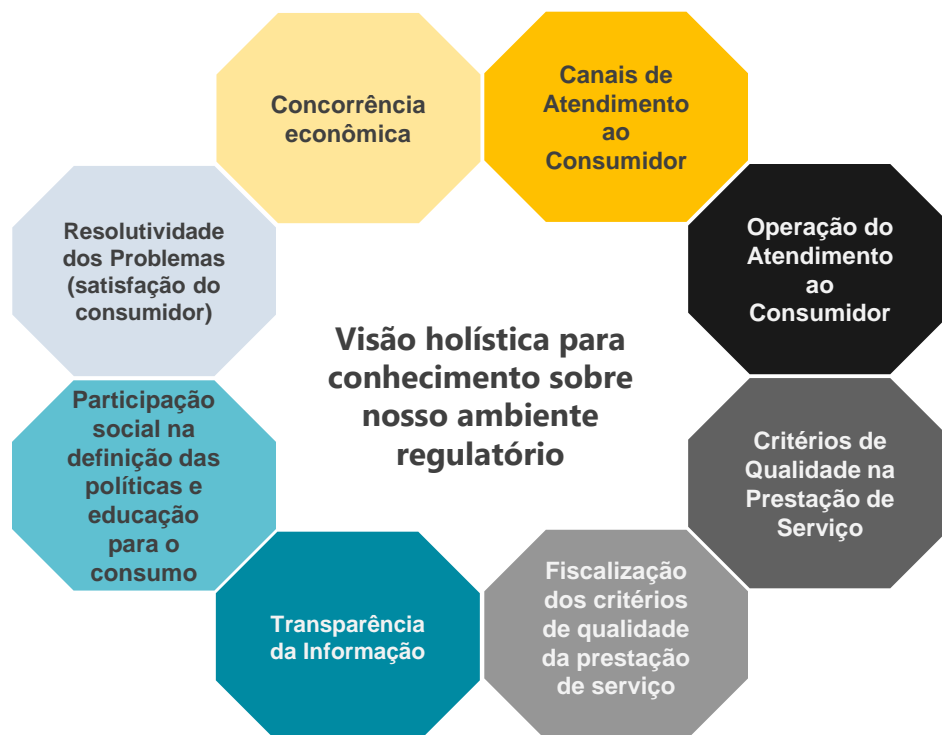 Concorrência
econômica
Canais de
Atendimento
ao
Consumidor
Operação do
Atendimento
ao
Consumidor
Critérios de
Qualidade na
Prestação de
Serviço
Fiscalização
dos critérios
de qualidade
da prestação
de serviço
Transparência
da Informação
Participação
social na
definição das
políticas e
educação
para o
consumo
Resolutividade
dos Problemas
(satisfação do
consumidor)
Visão holística para
conhecimento sobre
nosso ambiente
regulatório